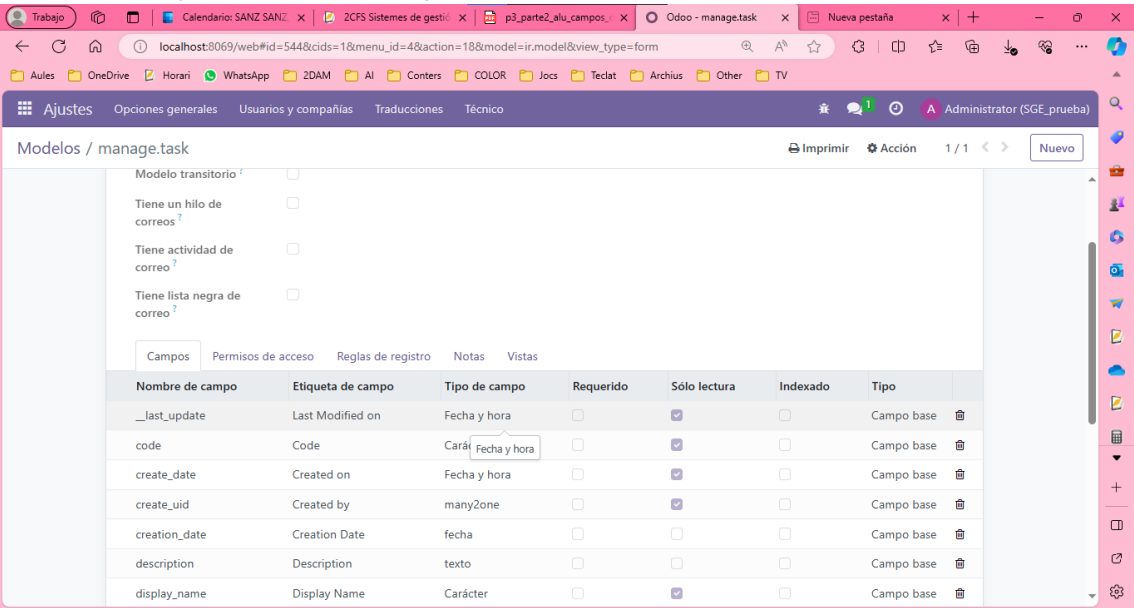 Trabajo
Calendario: SANZ SANZ,
2CFS Sistemes de gestió
p3_parte2_alu_campos_c
Odoo - manage.task
Nueva pestaña
localhost:8069/web#id=544&cids=1&menu_id=4&action=18&model=ir.model&view_type=form
Aules OneDrive Horari WhatsApp 2DAM AI Conters COLOR Jocs Teclat Archius Other TV
Ajustes Opciones generales Usuarios y compañías Traducciones Técnico 1 A Administrator (SGE_prueba)
Modelos / manage.task Imprimir Acción 1 / 1 Nuevo
Modelo transitorio ?
Tiene un hilo de
correos ?
Tiene actividad de
correo ?
Tiene lista negra de
correo ?
Campos Permisos de acceso Reglas de registro Notas Vistas
Nombre de campo Etiqueta de campo Tipo de campo Requerido Sólo lectura Indexado Tipo
__last_update Last Modified on Fecha y hora Campo base
code Code Carác Campo base
Fecha y hora
create_date Created on Fecha y hora Campo base
create_uid Created by many2one Campo base
creation_date Creation Date fecha Campo base
description Description texto Campo base
display_name Display Name Carácter Campo base